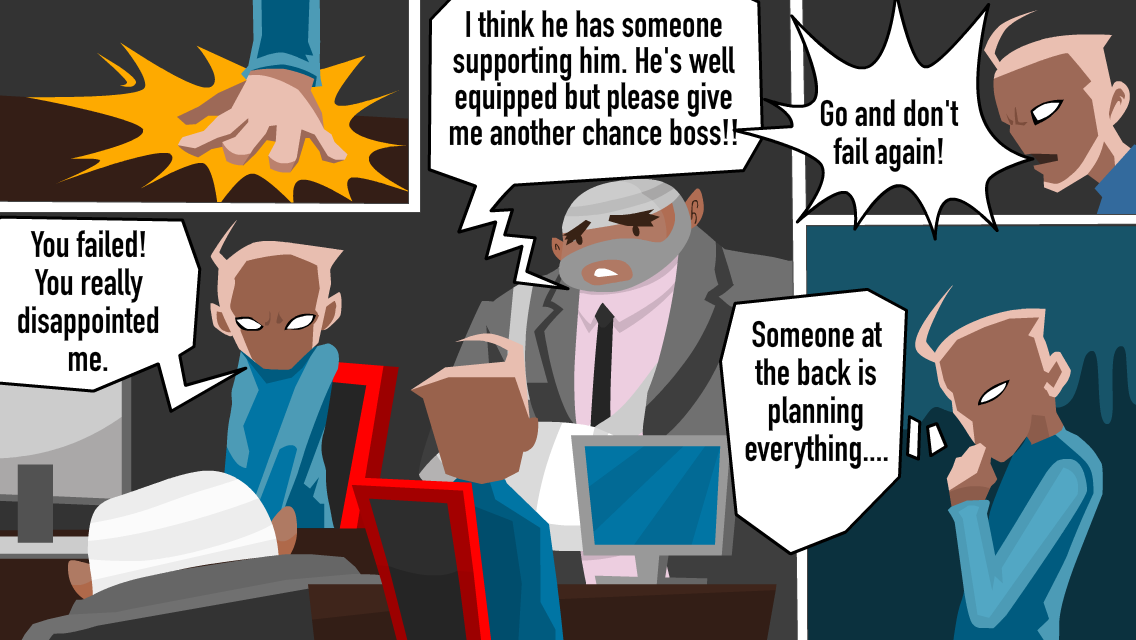 You failed!
You really
disappointed
me.
I think he has someone
supporting him. He's well
equipped but please give
me another chance boss!!
Go and don't
fail again!
Someone at
the back is
planning
everything....